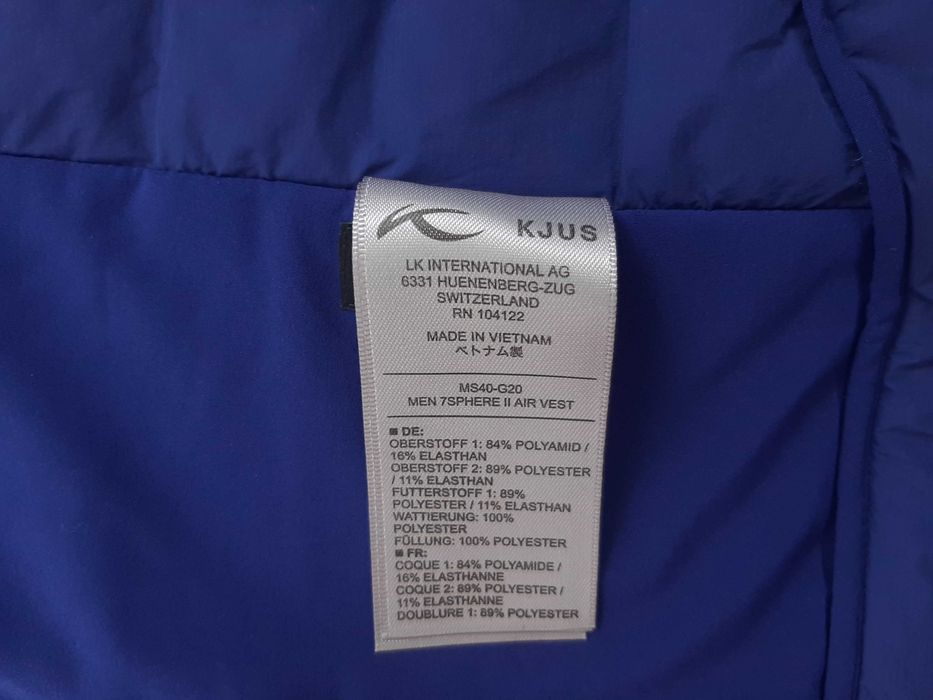 KJUS
LK INTERNATIONAL AG
6331 HUENENBERG-ZUG
SWITZERLAND
RN 104122
MADE IN VIETNAM
ベトナム製
MS40-G20
MEN 7SPHERE II AIR VEST
■ DE:
OBERSTOFF 1: 84% POLYAMID /
16% ELASTHAN
OBERSTOFF 2: 89% POLYESTER
/ 11% ELASTHAN
FUTTERSTOFF 1: 89%
POLYESTER / 11% ELASTHAN
WATTIERUNG: 100%
POLYESTER
FÜLLUNG: 100% POLYESTER
■ FR:
COQUE 1: 84% POLYAMIDE /
16% ELASTHANNE
COQUE 2: 89% POLYESTER /
11% ELASTHANNE
DOUBLURE 1: 89% POLYESTER